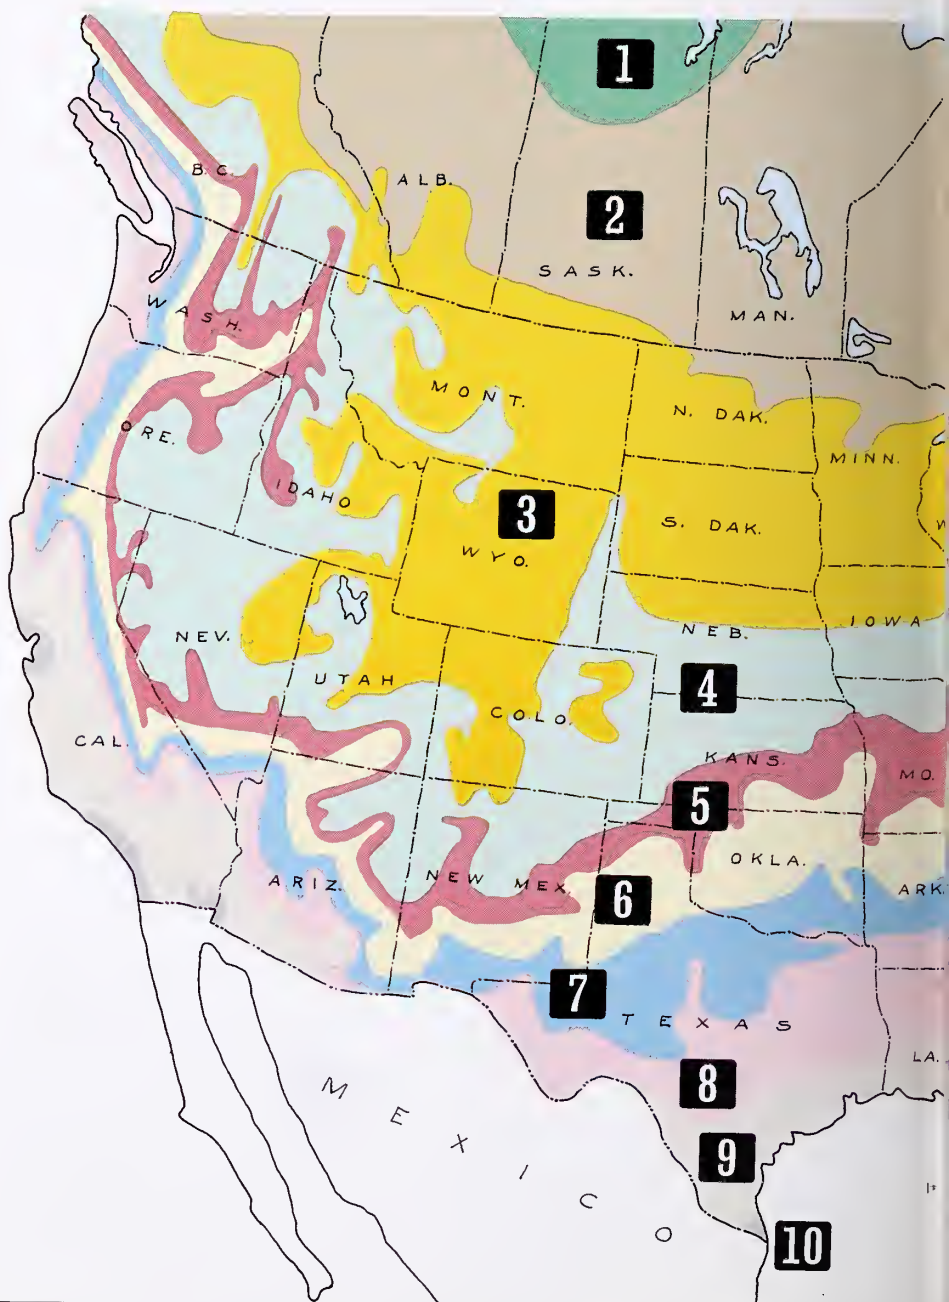 1
B.C.
ALB.
2
SASK.
MAN.
WASH.
MONT.
N. DAK.
ORE.
MINN.
IDAHO
3
S. DAK.
WYO.
IOWA
NEB.
NEV.
UTAH
4
COLO.
CAL.
KANS.
MO.
5
OKLA.
ARIZ.
NEW MEX.
6
ARK.
7
TEXAS
LA.
8
MEXICO
9
10